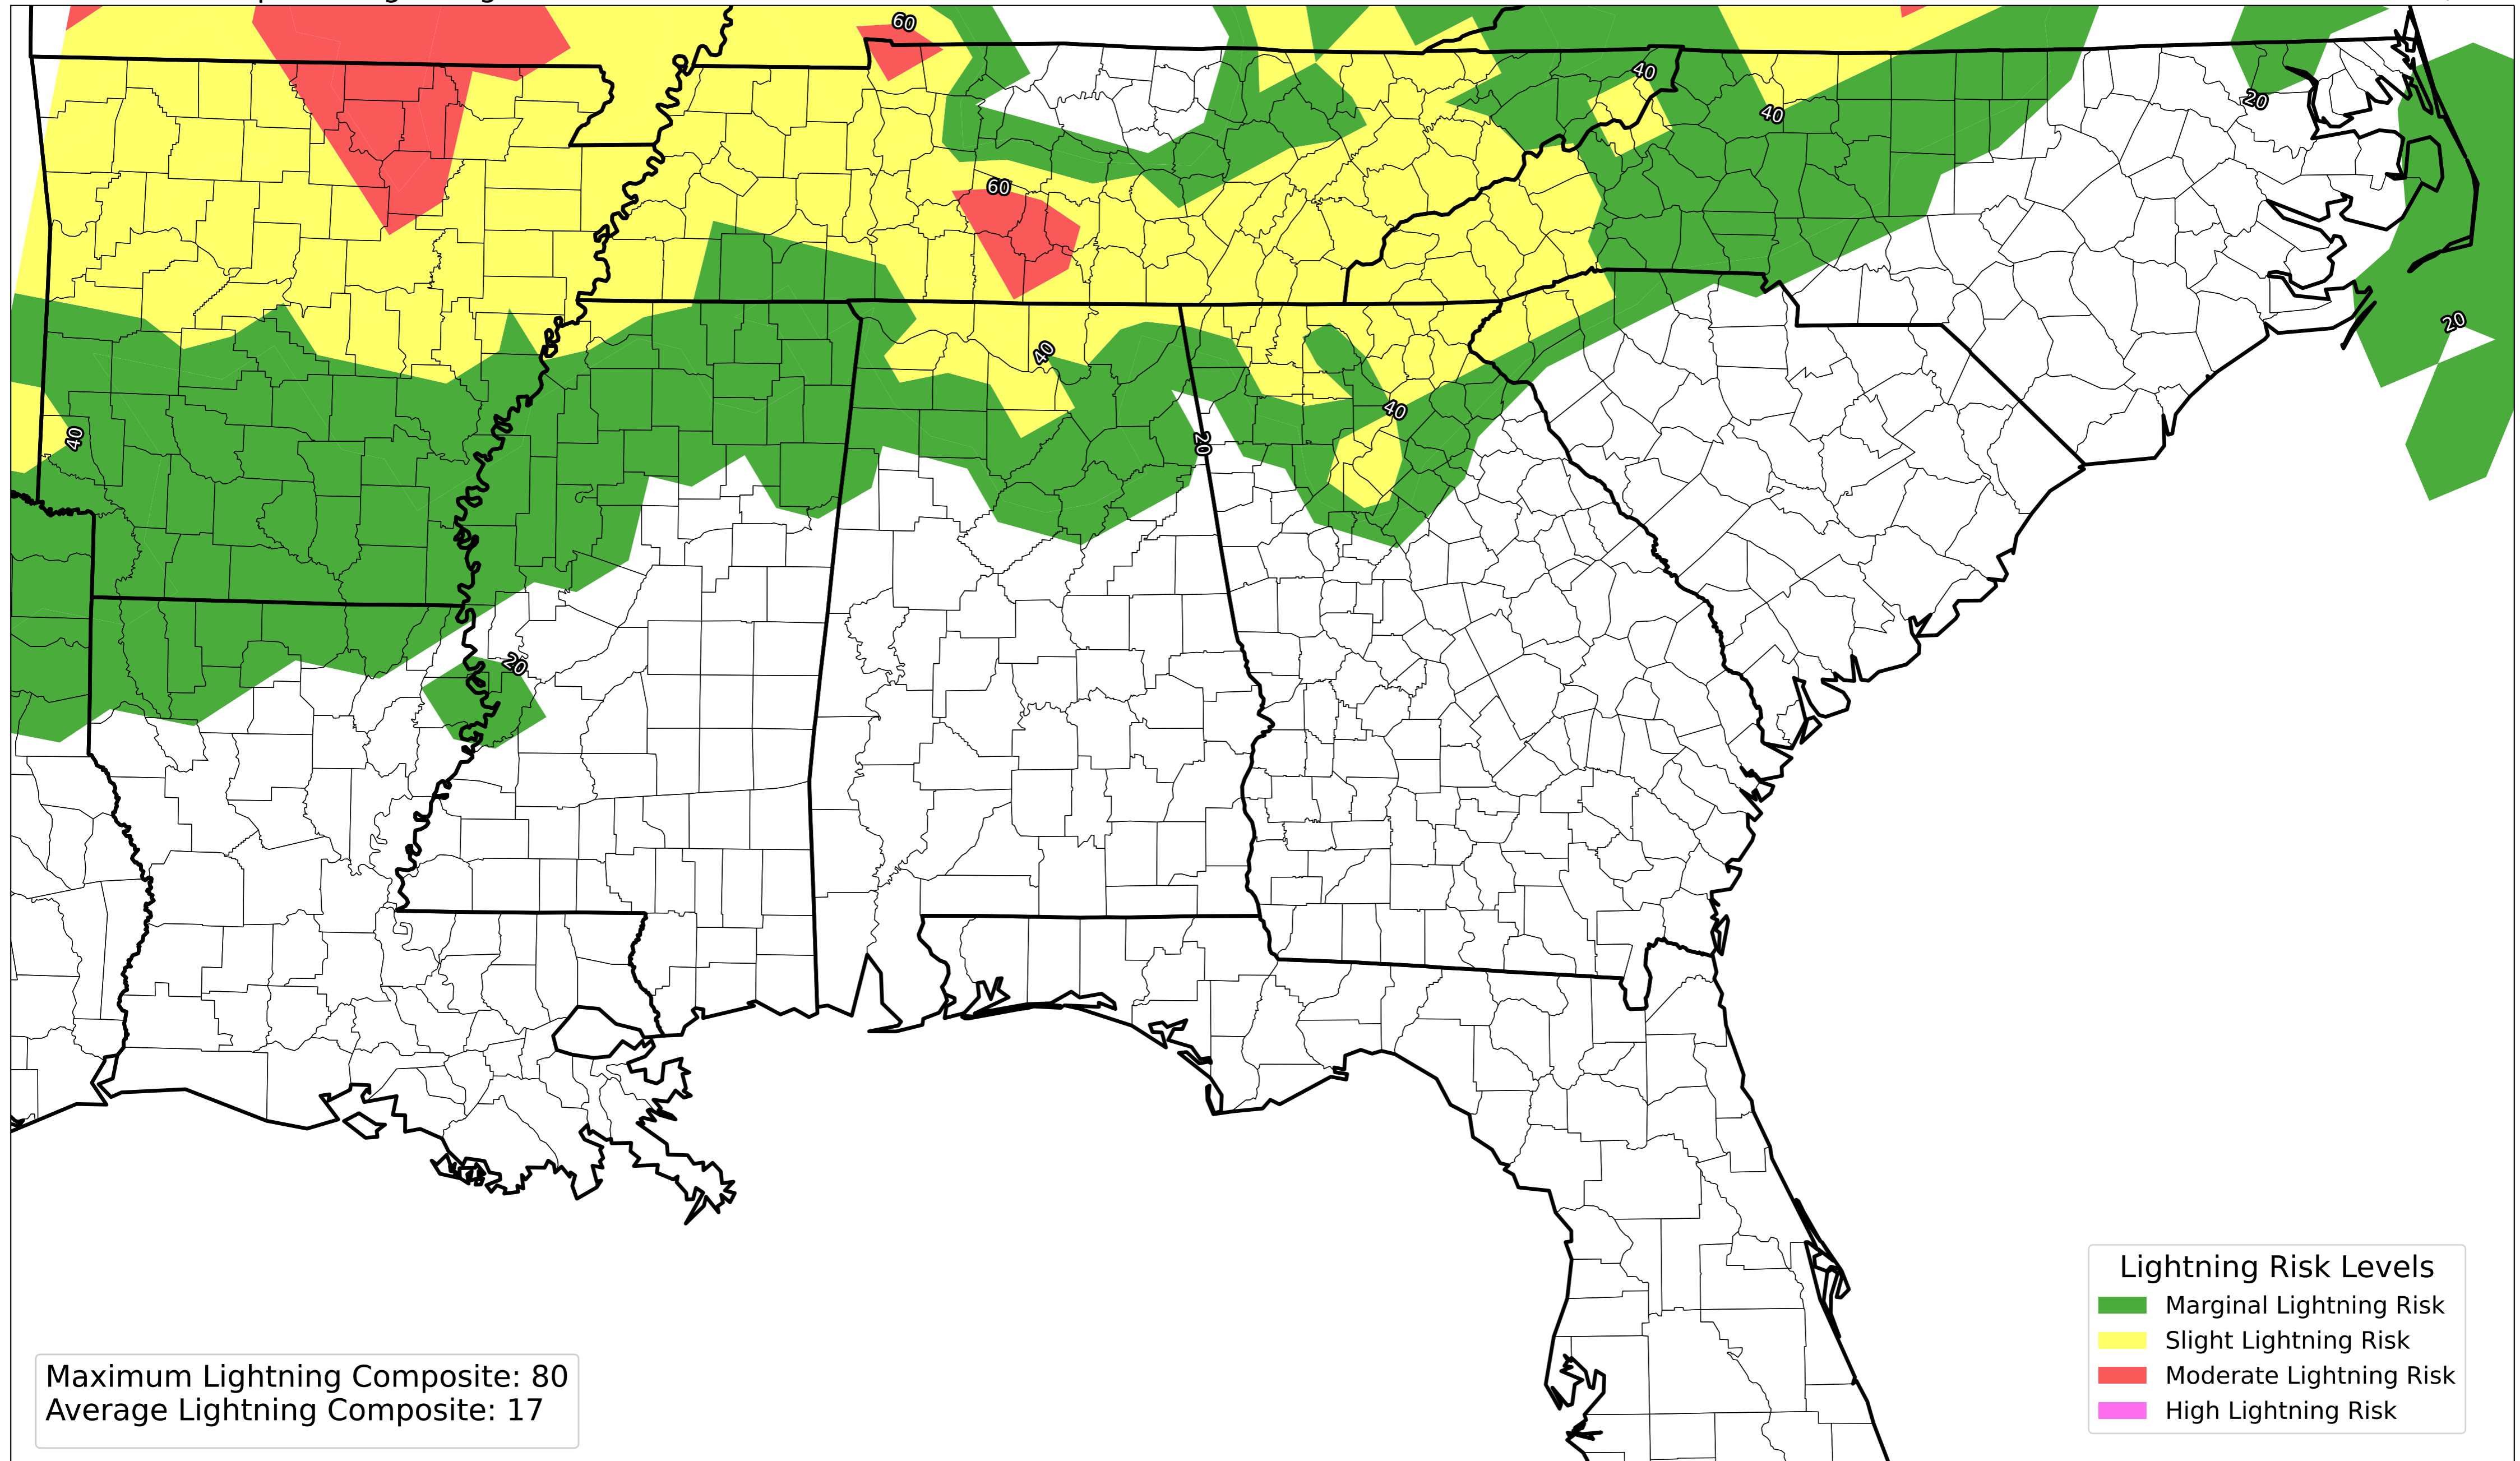 60
40
40
20
60
20
40
40
40
20
20
Lightning Risk Levels
Marginal Lightning Risk
Slight Lightning Risk
Moderate Lightning Risk
High Lightning Risk
Maximum Lightning Composite: 80
Average Lightning Composite: 17